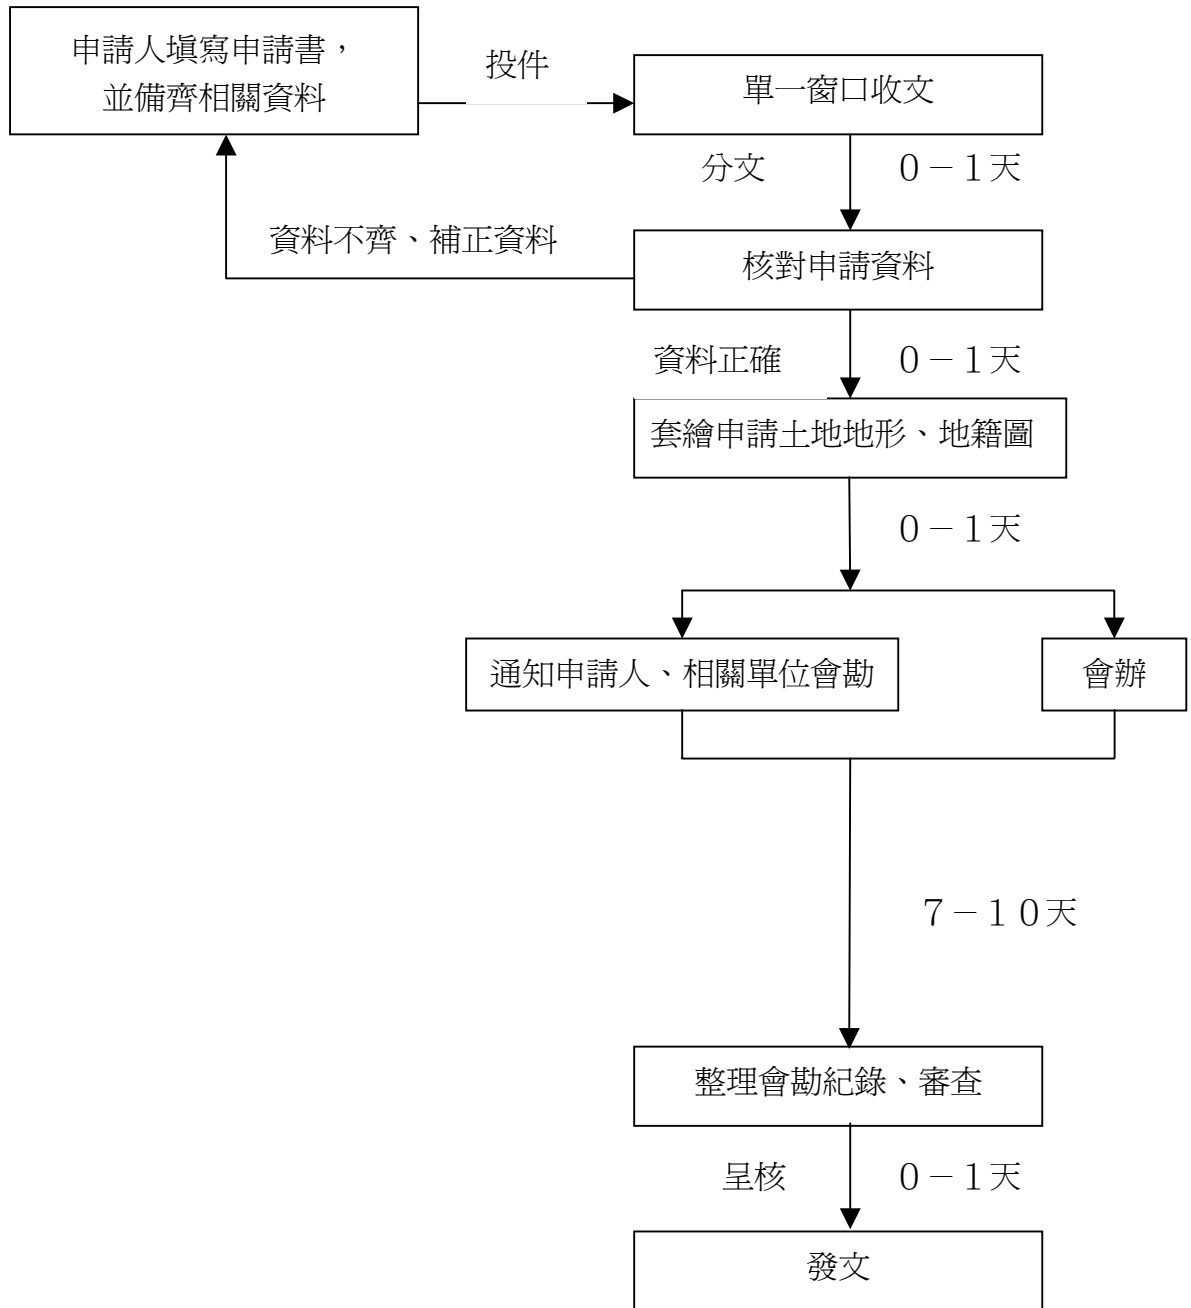 申請人填寫申請書，
並備齊相關資料
投件
單一窗口收文
分文
０－１天
資料不齊、補正資料
核對申請資料
資料正確
０－１天
套繪申請土地地形、地籍圖
０－１天
通知申請人、相關單位會勘
會辦
７－１０天
整理會勘紀錄、審查
呈核
０－１天
發文